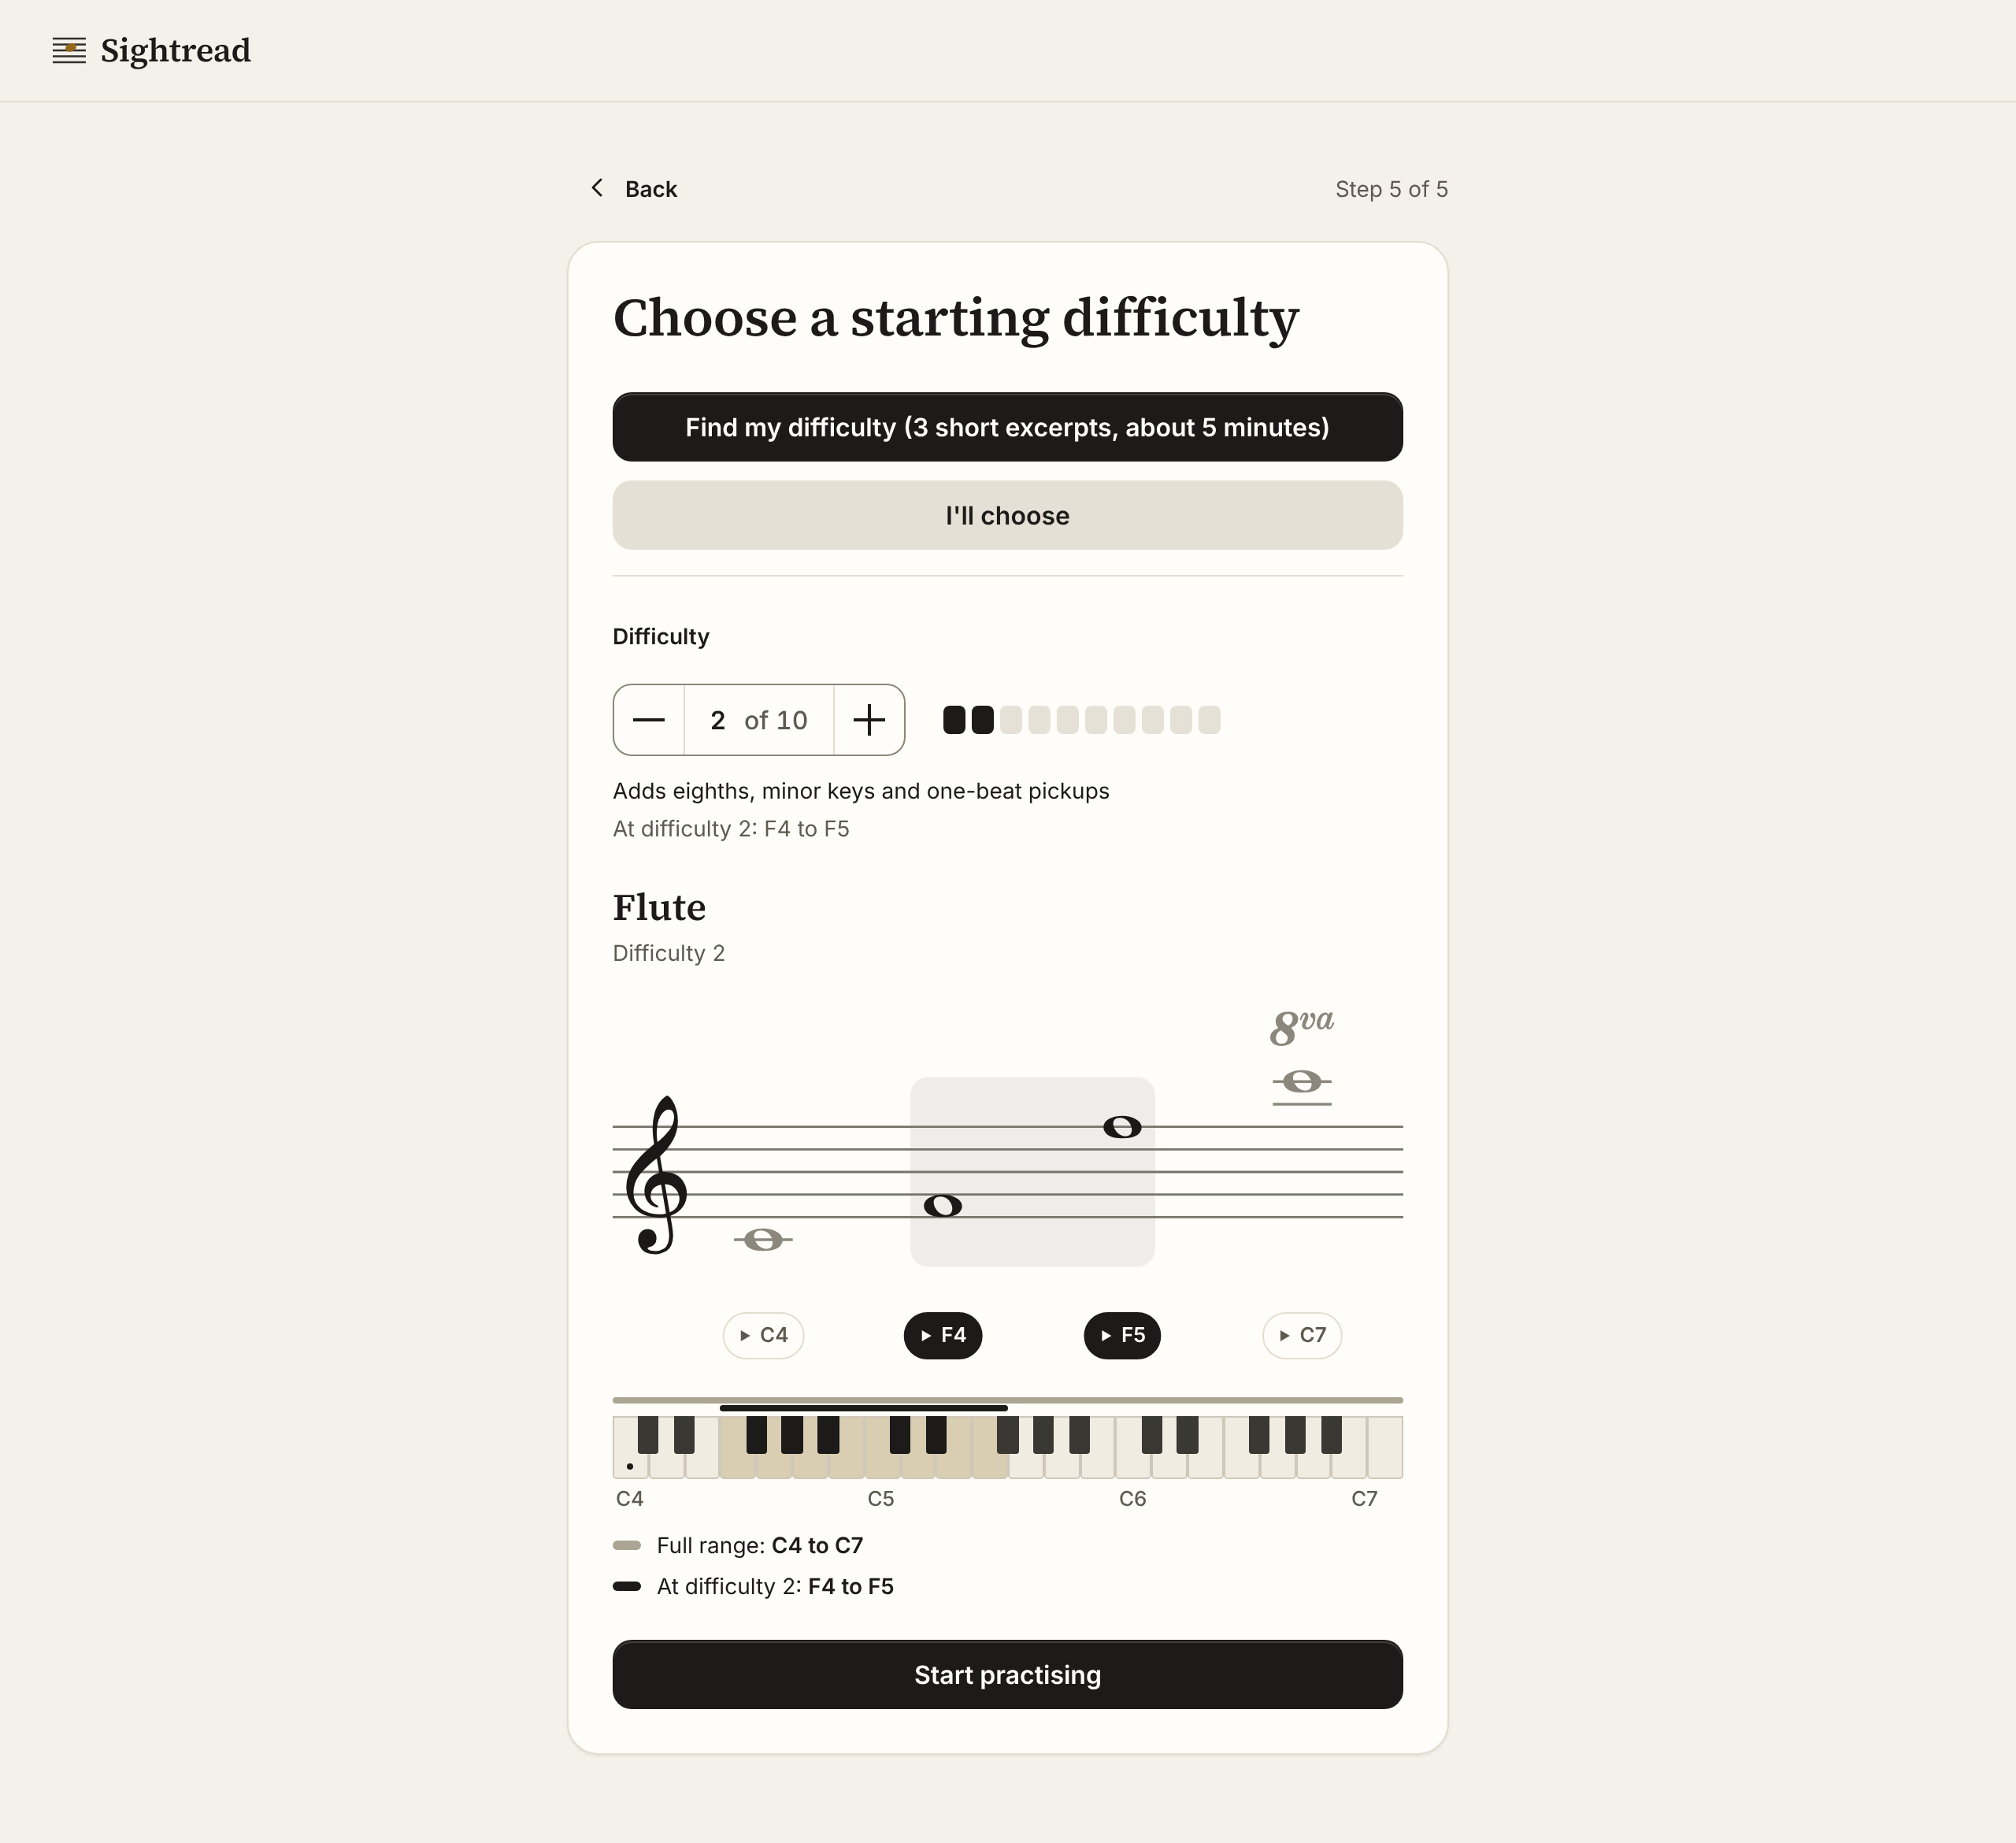 Sightread
Back
Step 5 of 5
Choose a starting difficulty
Find my difficulty (3 short excerpts, about 5 minutes)
I'll choose
Difficulty
2 of 10
Adds eighths, minor keys and one-beat pickups
At difficulty 2: F4 to F5
Flute
Difficulty 2
8va
C4 F4 F5 C7
C4 C5 C6 C7
Full range: C4 to C7
At difficulty 2: F4 to F5
Start practising